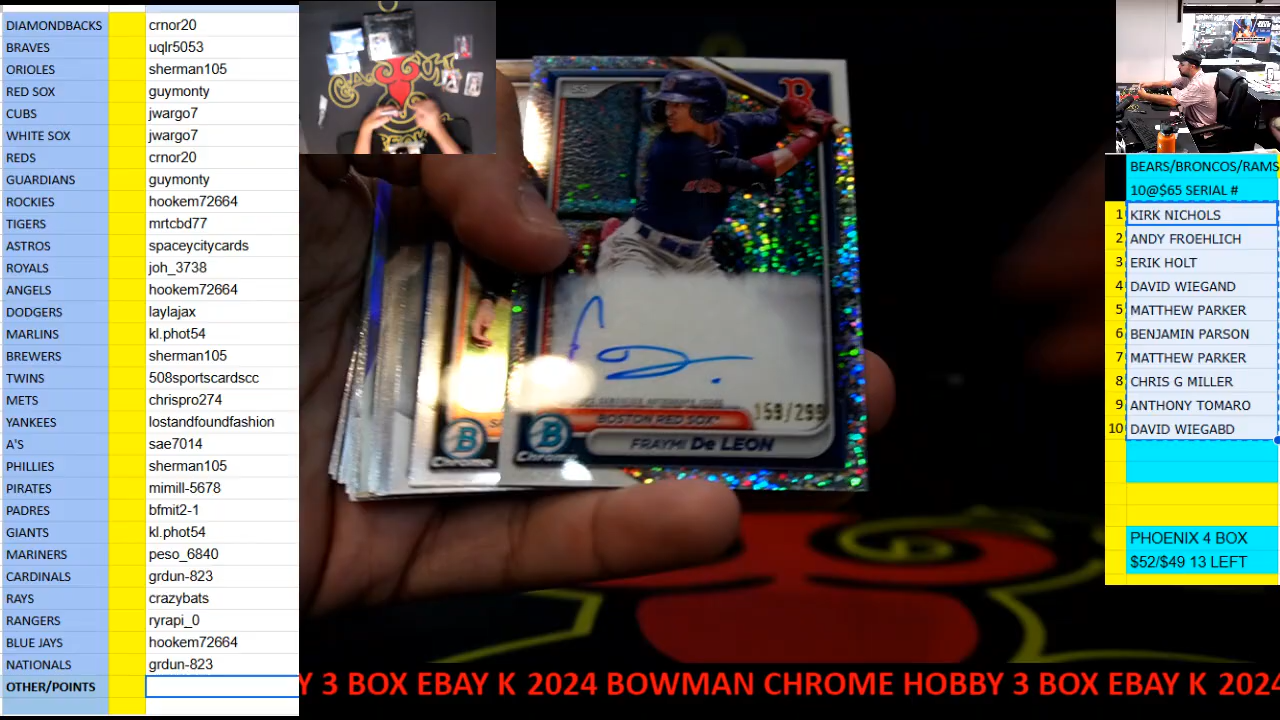 DIAMONDBACKS crnor20
BRAVES uqlr5053
ORIOLES sherman105
RED SOX guymonty
CUBS jwargo7
WHITE SOX jwargo7
REDS crnor20
GUARDIANS guymonty
ROCKIES hookem72664
TIGERS mrtcbd77
ASTROS spaceycitycards
ROYALS joh_3738
ANGELS hookem72664
DODGERS laylajax
MARLINS kl.phot54
BREWERS sherman105
TWINS 508sportscardscc
METS chrispro274
YANKEES lostandfoundfashion
A'S sae7014
PHILLIES sherman105
PIRATES mimill-5678
PADRES bfmit2-1
GIANTS kl.phot54
MARINERS peso_6840
CARDINALS grdun-823
RAYS crazybats
RANGERS ryrapi_0
BLUE JAYS hookem72664
NATIONALS grdun-823
OTHER/POINTS
B
159/299
BOSTON RED SOX
FRAYMI De LEON
B Chrome
B Chrome
BEARS/BRONCOS/RAMS
10@$65 SERIAL #
1 KIRK NICHOLS
2 ANDY FROEHLICH
3 ERIK HOLT
4 DAVID WIEGAND
5 MATTHEW PARKER
6 BENJAMIN PARSON
7 MATTHEW PARKER
8 CHRIS G MILLER
9 ANTHONY TOMARO
10 DAVID WIEGABD
PHOENIX 4 BOX
$52/$49 13 LEFT
Y 3 BOX EBAY K 2024 BOWMAN CHROME HOBBY 3 BOX EBAY K 2024